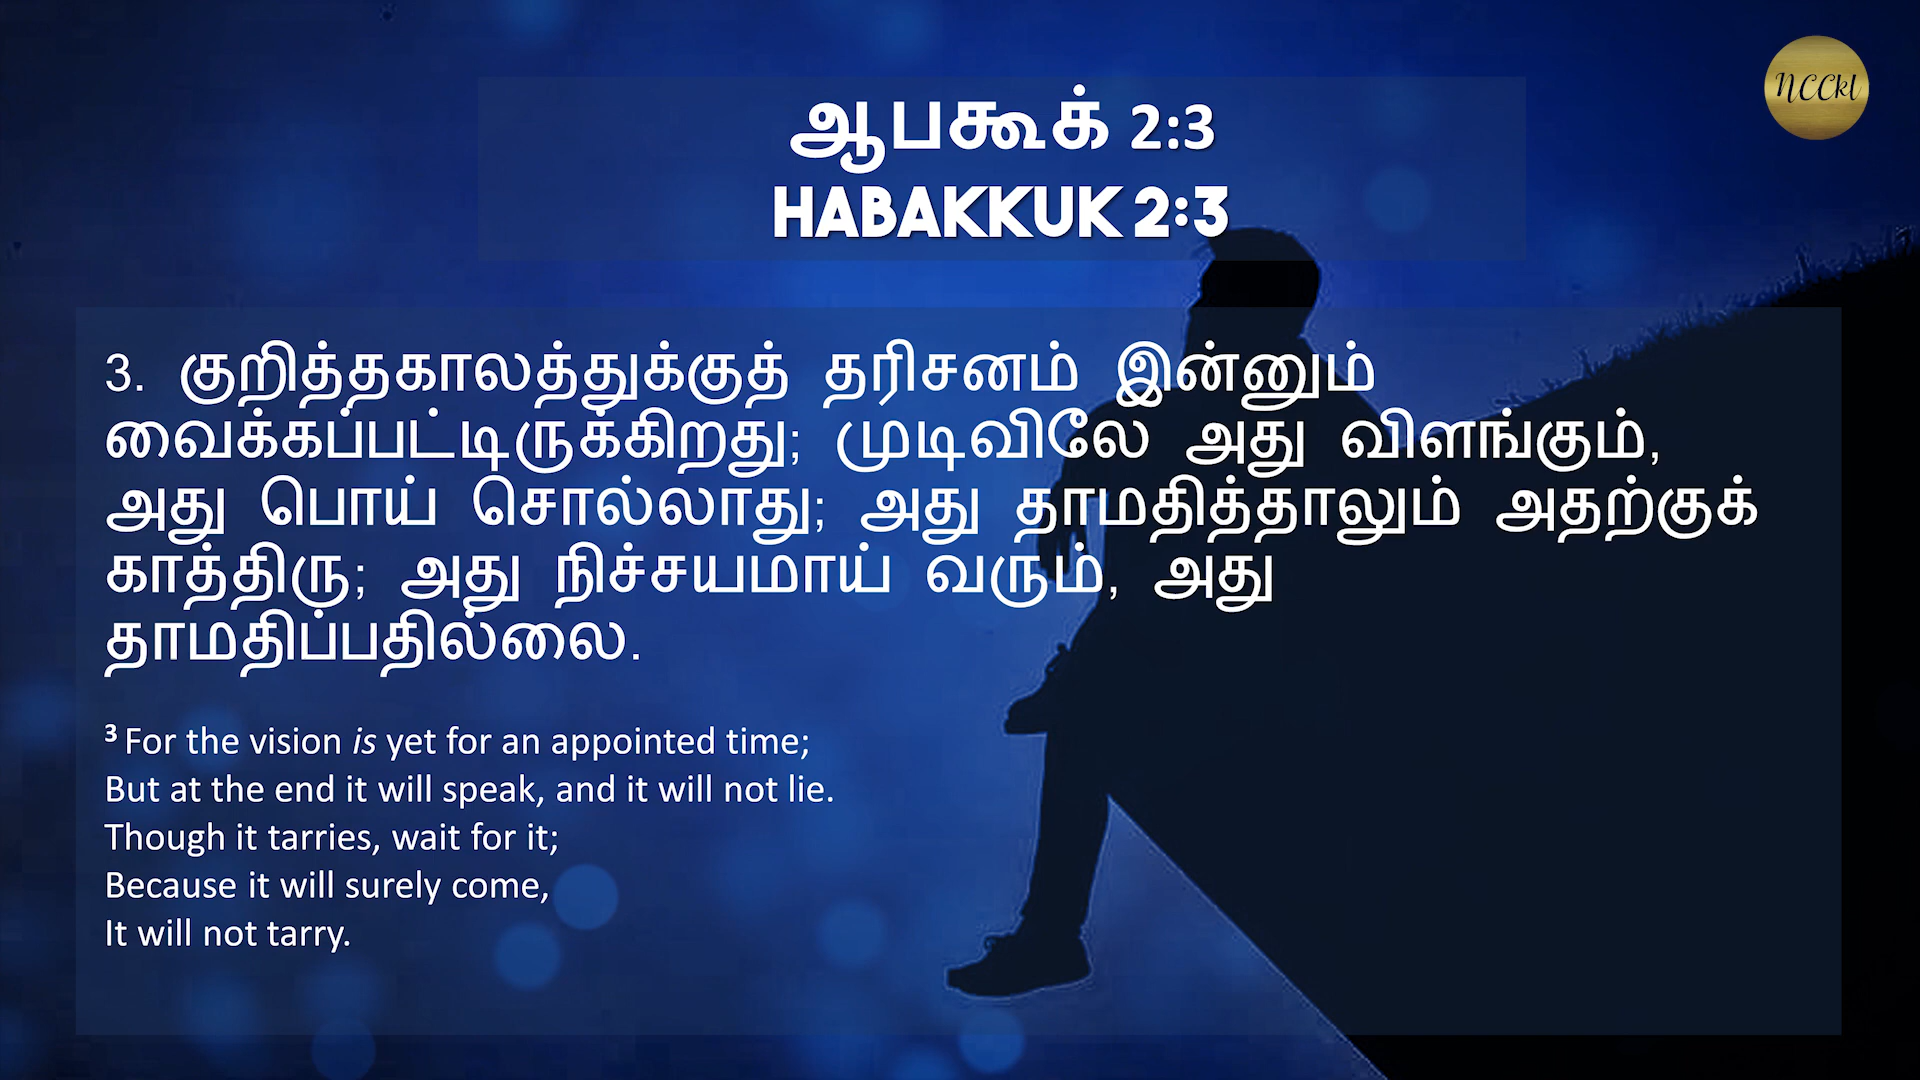 NCCkl
ஆபகூக் 2:3
HABAKKUK 2:3
3. குறித்தகாலத்துக்குத் தரிசனம் இன்னும்
வைக்கப்பட்டிருக்கிறது; முடிவிலே அது விளங்கும்,
அது பொய் சொல்லாது; அது தாமதித்தாலும் அதற்குக்
காத்திரு; அது நிச்சயமாய் வரும், அது
தாமதிப்பதில்லை.
3 For the vision is yet for an appointed time;
But at the end it will speak, and it will not lie.
Though it tarries, wait for it;
Because it will surely come,
It will not tarry.